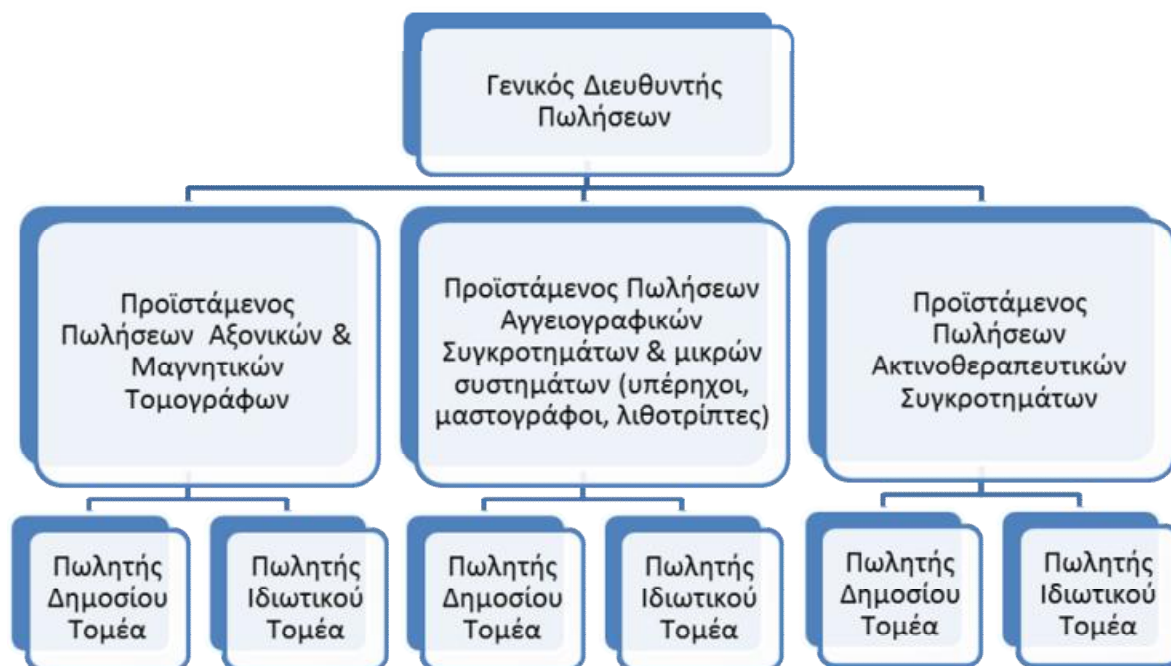 Γενικός Διευθυντής
Πωλήσεων
Προϊστάμενος
Πωλήσεων Αξονικών &
Μαγνητικών
Τομογράφων
Προϊστάμενος Πωλήσεων
Αγγειογραφικών
Συγκροτημάτων & μικρών
συστημάτων (υπέρηχοι,
μαστογράφοι, λιθοτρίπτες)
Προϊστάμενος
Πωλήσεων
Ακτινοθεραπευτικών
Συγκροτημάτων
Πωλητής
Δημοσίου
Τομέα
Πωλητής
Ιδιωτικού
Τομέα
Πωλητής
Δημοσίου
Τομέα
Πωλητής
Ιδιωτικού
Τομέα
Πωλητής
Δημοσίου
Τομέα
Πωλητής
Ιδιωτικού
Τομέα